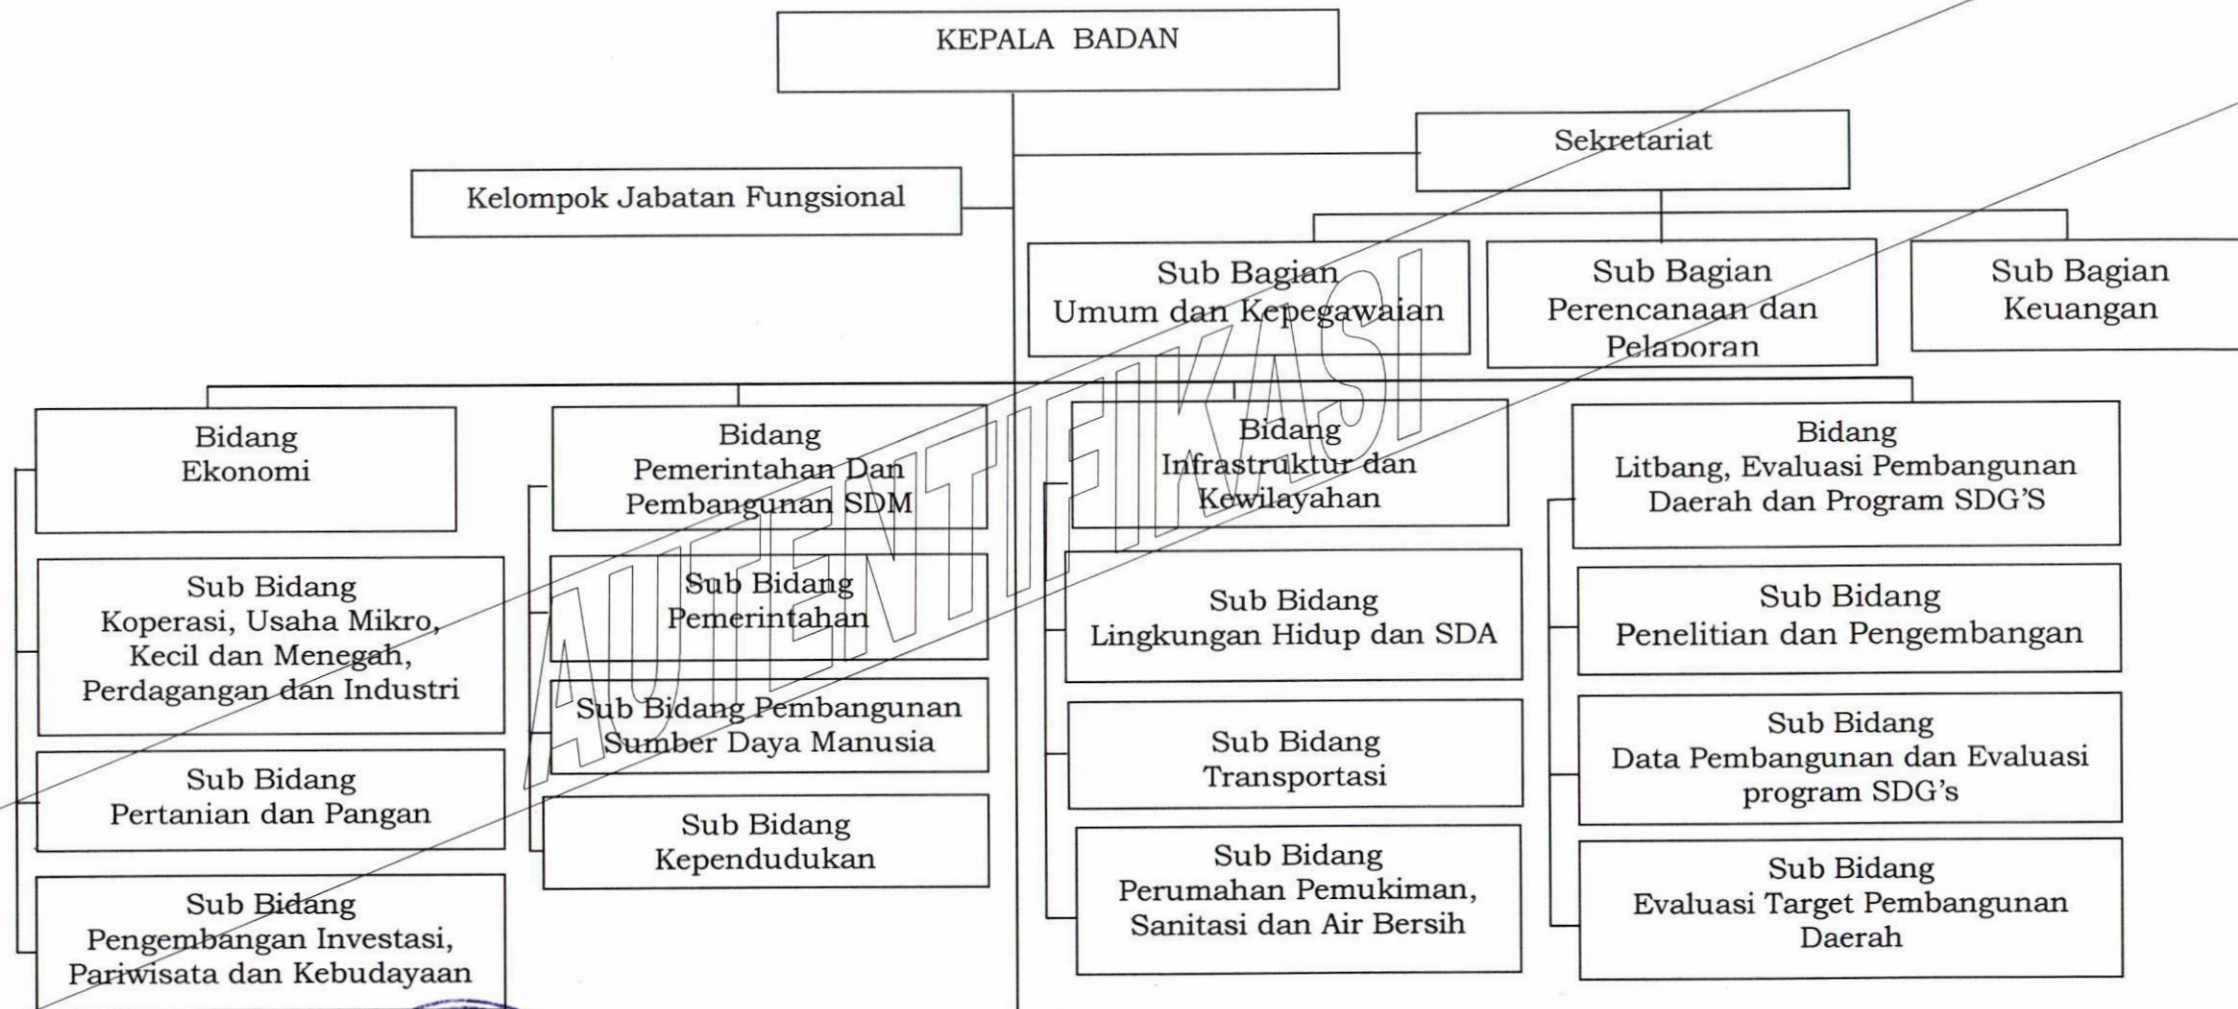 KEPALA BADAN
Sekretariat
Kelompok Jabatan Fungsional
Sub Bagian
Umum dan Kepegawaian
Sub Bagian
Perencanaan dan
Pelaporan
Sub Bagian
Keuangan
Bidang
Ekonomi
Sub Bidang
Koperasi, Usaha Mikro,
Kecil dan Menegah,
Perdagangan dan Industri
Sub Bidang
Pertanian dan Pangan
Sub Bidang
Pengembangan Investasi,
Pariwisata dan Kebudayaan
Bidang
Pemerintahan Dan
Pembangunan SDM
Sub Bidang
Pemerintahan
Sub Bidang Pembangunan
Sumber Daya Manusia
Sub Bidang
Kependudukan
Bidang
Infrastruktur dan
Kewilayahan
Sub Bidang
Lingkungan Hidup dan SDA
Sub Bidang
Transportasi
Sub Bidang
Perumahan Pemukiman,
Sanitasi dan Air Bersih
Bidang
Litbang, Evaluasi Pembangunan
Daerah dan Program SDG'S
Sub Bidang
Penelitian dan Pengembangan
Sub Bidang
Data Pembangunan dan Evaluasi
program SDG's
Sub Bidang
Evaluasi Target Pembangunan
Daerah
AUTENTIFIKASI